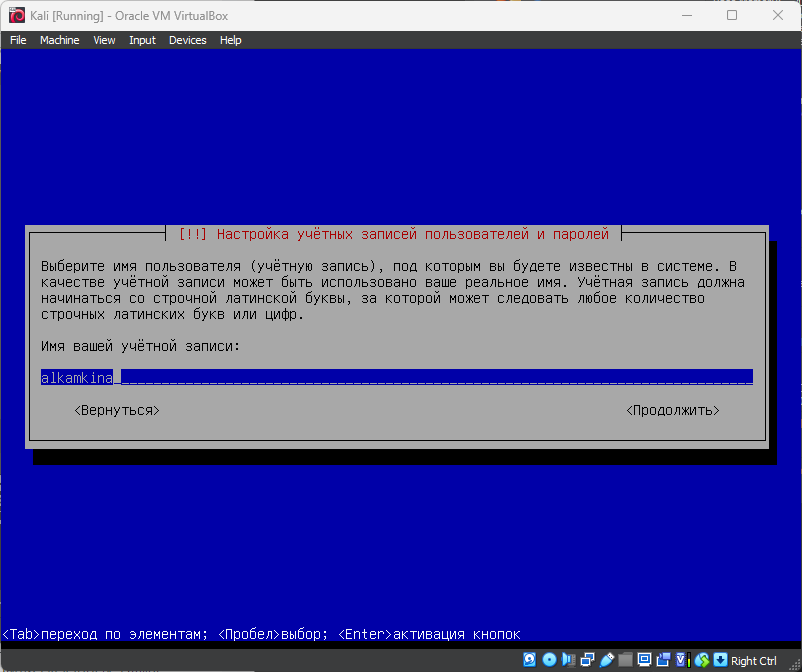 Kali [Running] - Oracle VM VirtualBox
File Machine View Input Devices Help
[!!] Настройка учётных записей пользователей и паролей
Выберите имя пользователя (учётную запись), под которым вы будете известны в системе. В
качестве учётной записи может быть использовано ваше реальное имя. Учётная запись должна
начинаться со строчной латинской буквы, за которой может следовать любое количество
строчных латинских букв или цифр.
Имя вашей учётной записи:
alkamkina
<Вернуться> <Продолжить>
<Tab>переход по элементам; <Пробел>выбор; <Enter>активация кнопок
Right Ctrl